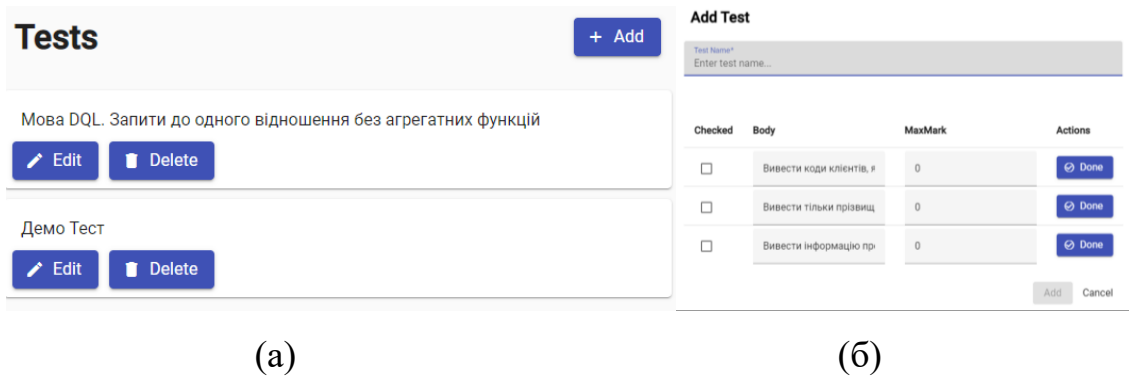 Tests
+ Add
Мова DQL. Запити до одного відношення без агрегатних функцій
Edit Delete
Демо Тест
Edit Delete
(а)
Add Test
Test Name*
Enter test name...
Checked Body MaxMark Actions
Вивести коди клієнтів, 0 Done
Вивести тільки прізвищ 0 Done
Вивести інформацію 0 Done
Add Cancel
(б)